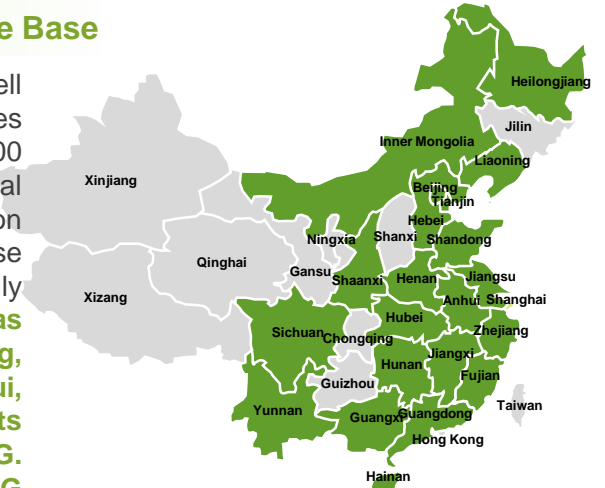 e Base
ell
es
00
al
on
se
ly
as
g,
ui,
ts
G.
G
Heilongjiang
Jilin
Inner Mongolia
Liaoning
Xinjiang
Beijing
Tianjin
Hebei
Ningxia
Shanxi
Shandong
Qinghai
Gansu
Shaanxi
Henan
Jiangsu
Xizang
Anhui
Shanghai
Hubei
Sichuan
Chongqing
Zhejiang
Hunan
Jiangxi
Guizhou
Fujian
Yunnan
Guangxi
Guangdong
Taiwan
Hong Kong
Hainan